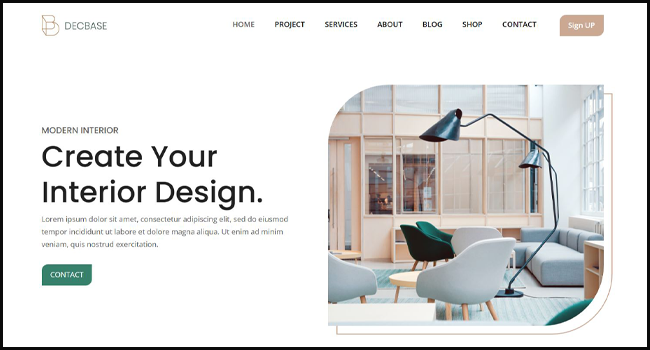 DECBASE
HOME PROJECT SERVICES ABOUT BLOG SHOP CONTACT Sign UP
MODERN INTERIOR
Create Your
Interior Design.
Lorem ipsum dolor sit amet, consectetur adipiscing elit, sed do eiusmod
tempor incididunt ut labore et dolore magna aliqua. Ut enim ad minim
veniam, quis nostrud exercitation.
CONTACT